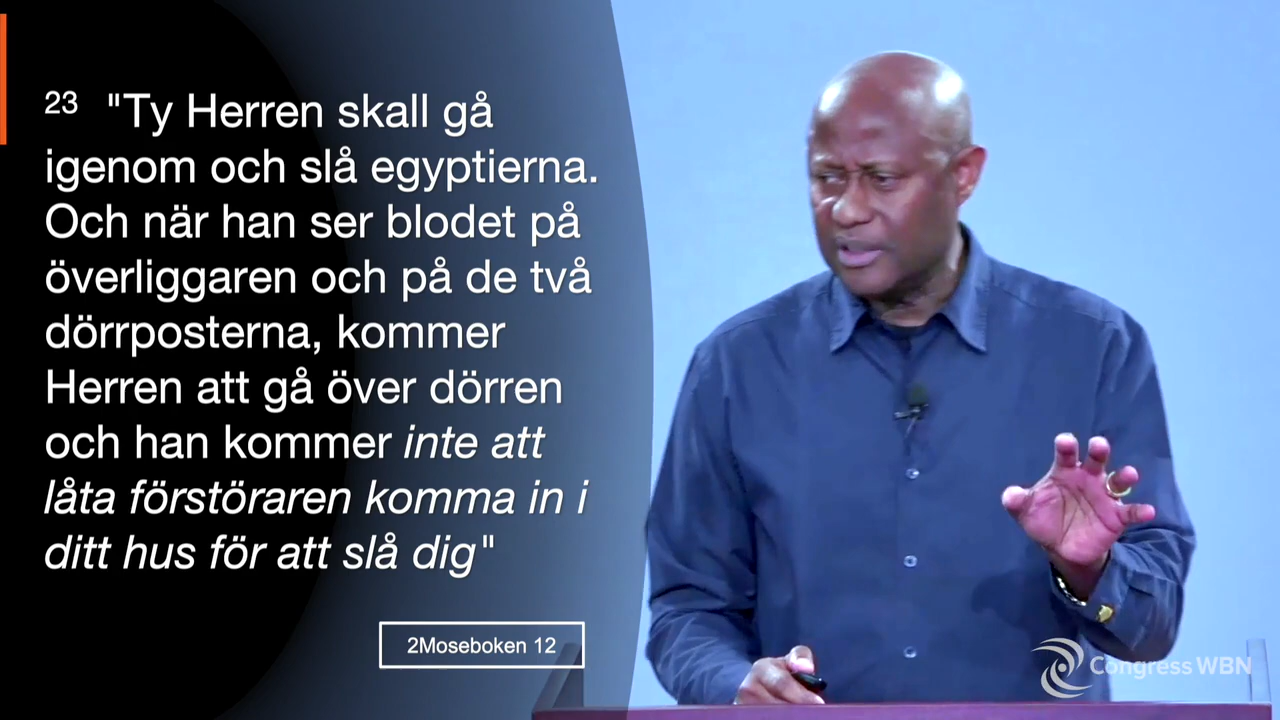 23 "Ty Herren skall gå
igenom och slå egyptierna.
Och när han ser blodet på
överliggaren och på de två
dörrposterna, kommer
Herren att gå över dörren
och han kommer inte att
låta förstöraren komma in i
ditt hus för att slå dig"
2Moseboken 12
Congress WBN